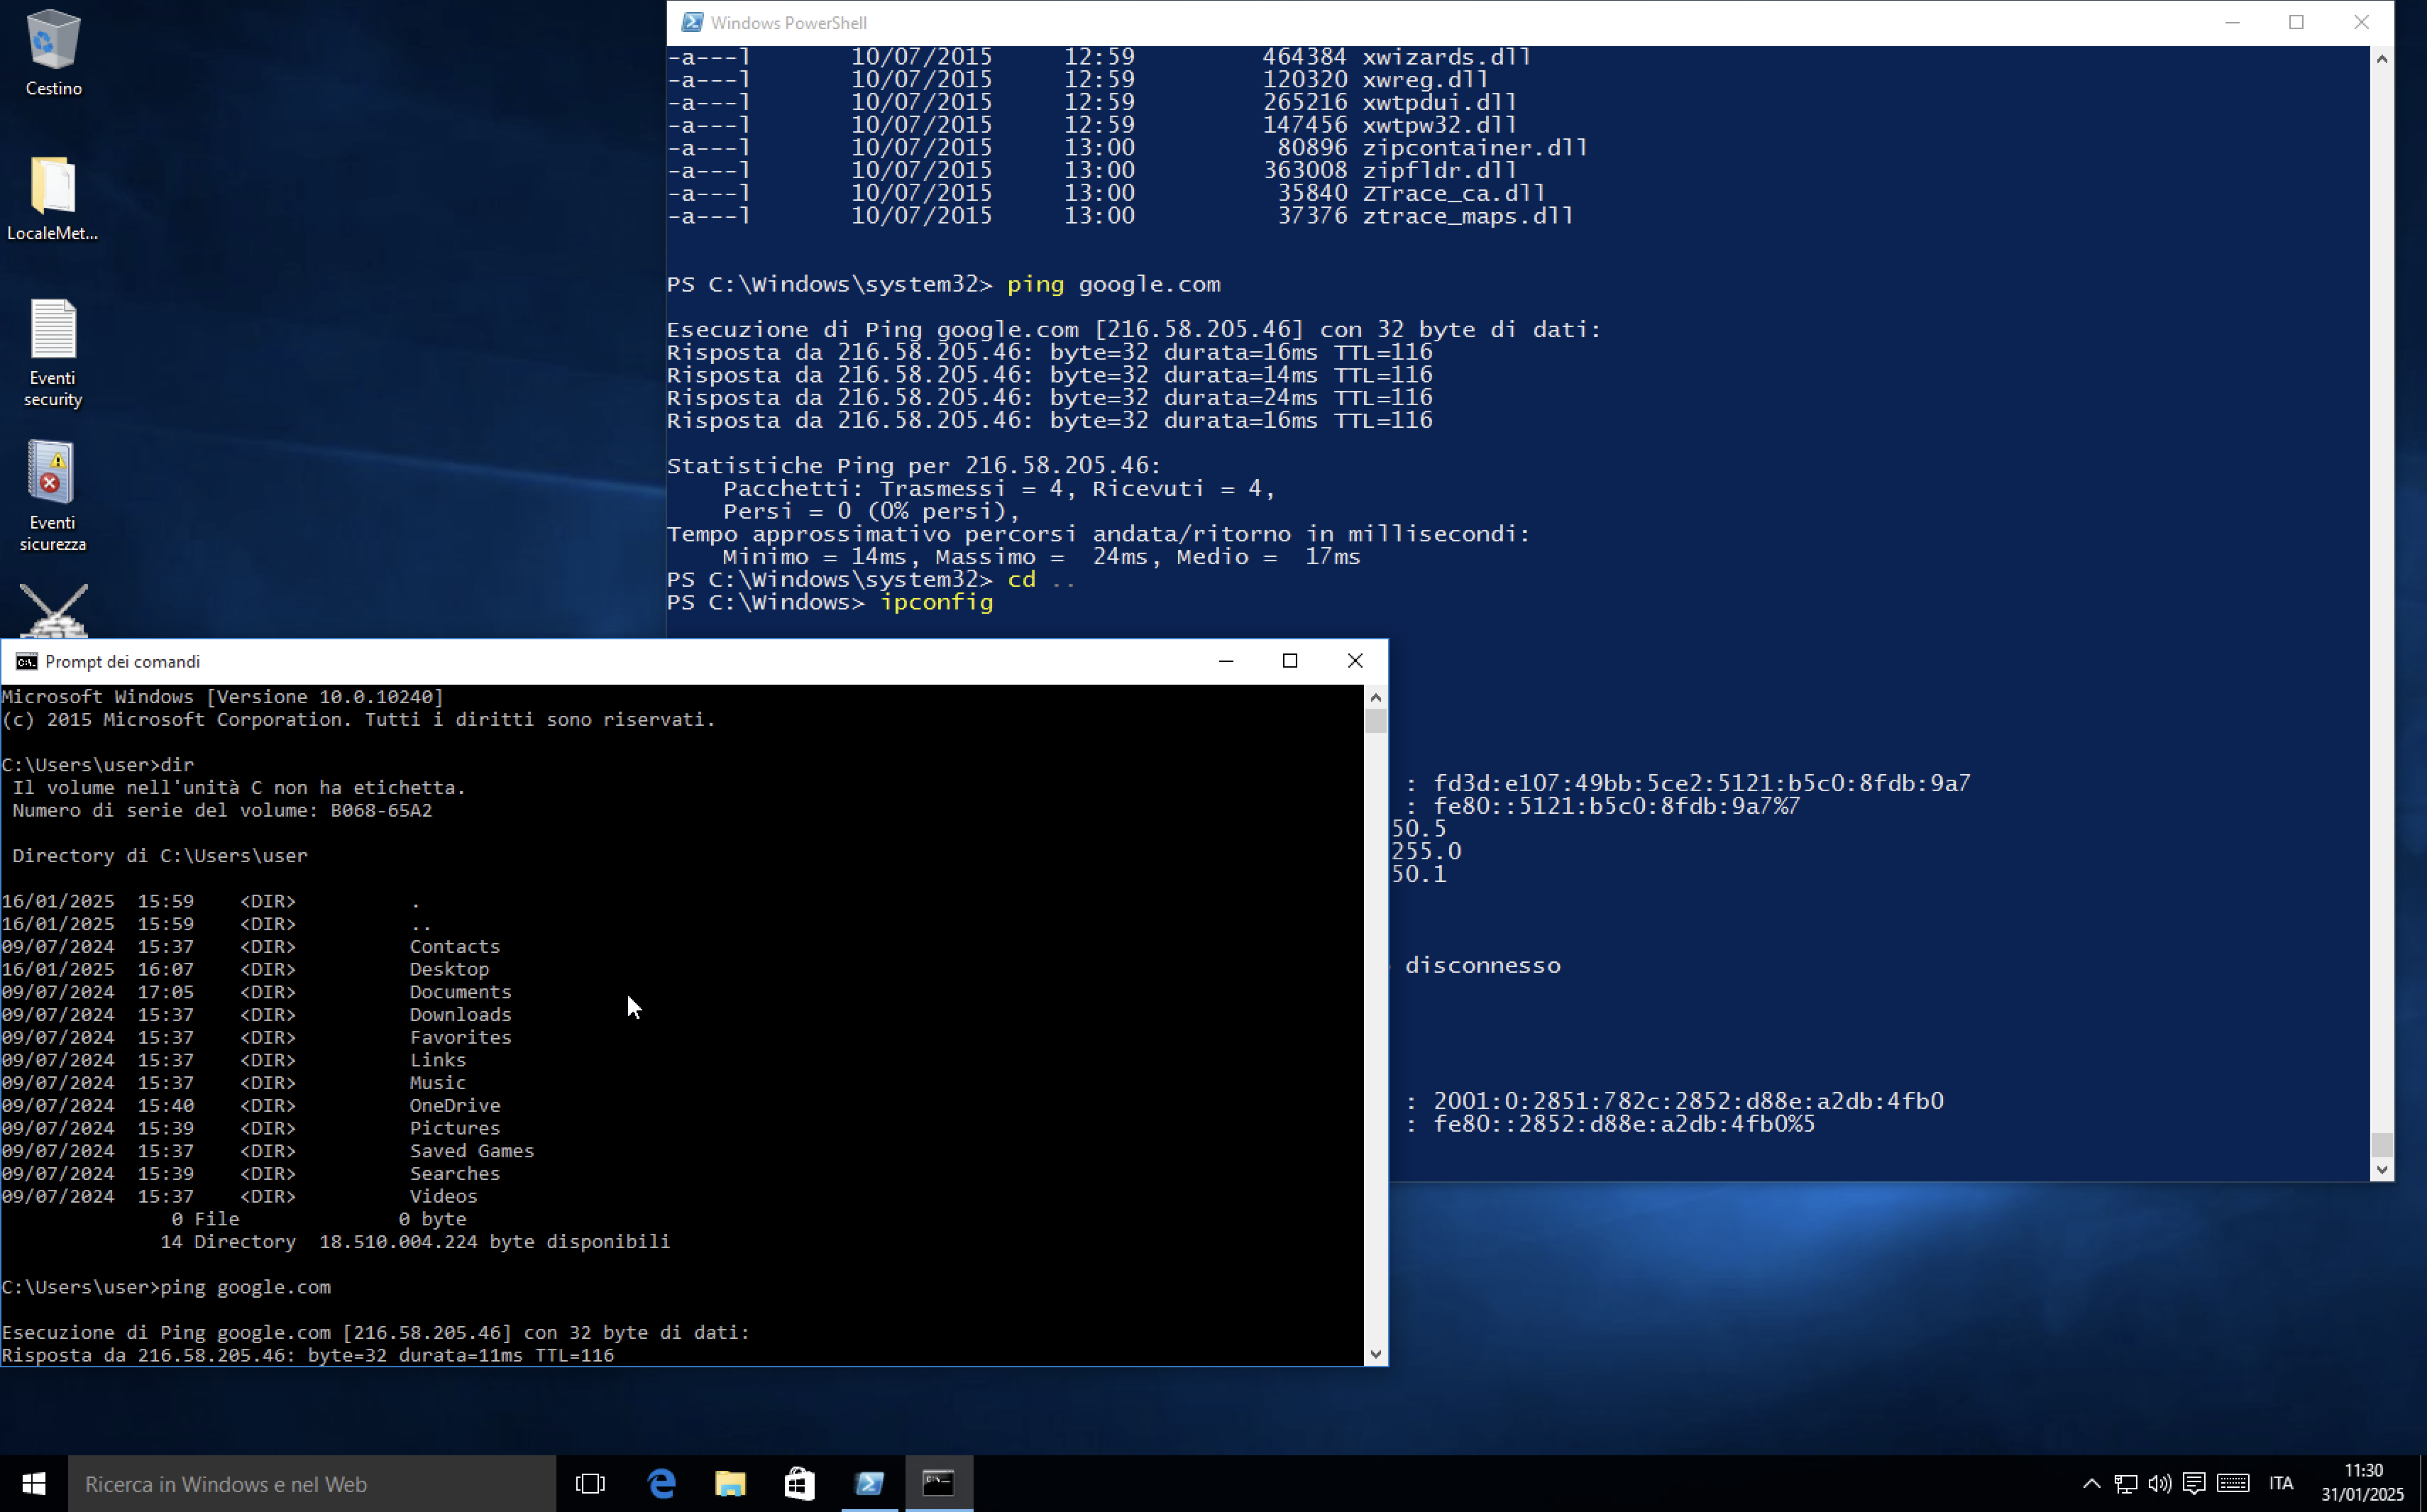 Cestino
LocaleMet...
Eventi
security
Eventi
sicurezza
Windows PowerShell
-a---l 10/07/2015 12:59 464384 xwizards.dll
-a---l 10/07/2015 12:59 120320 xwreg.dll
-a---l 10/07/2015 12:59 265216 xwtpdui.dll
-a---l 10/07/2015 12:59 147456 xwtpw32.dll
-a---l 10/07/2015 13:00 80896 zipcontainer.dll
-a---l 10/07/2015 13:00 363008 zipfldr.dll
-a---l 10/07/2015 13:00 35840 ZTrace_ca.dll
-a---l 10/07/2015 13:00 37376 ztrace_maps.dll
PS C:\Windows\system32> ping google.com
Esecuzione di Ping google.com [216.58.205.46] con 32 byte di dati:
Risposta da 216.58.205.46: byte=32 durata=16ms TTL=116
Risposta da 216.58.205.46: byte=32 durata=14ms TTL=116
Risposta da 216.58.205.46: byte=32 durata=24ms TTL=116
Risposta da 216.58.205.46: byte=32 durata=16ms TTL=116
Statistiche Ping per 216.58.205.46:
Pacchetti: Trasmessi = 4, Ricevuti = 4,
Persi = 0 (0% persi),
Tempo approssimativo percorsi andata/ritorno in millisecondi:
Minimo = 14ms, Massimo = 24ms, Medio = 17ms
PS C:\Windows\system32> cd ..
PS C:\Windows> ipconfig
: fd3d:e107:49bb:5ce2:5121:b5c0:8fdb:9a7
: fe80::5121:b5c0:8fdb:9a7%7
50.5
255.0
50.1
disconnesso
: 2001:0:2851:782c:2852:d88e:a2db:4fb0
: fe80::2852:d88e:a2db:4fb0%5
Prompt dei comandi
Microsoft Windows [Versione 10.0.10240]
(c) 2015 Microsoft Corporation. Tutti i diritti sono riservati.
C:\Users\user>dir
Il volume nell'unità C non ha etichetta.
Numero di serie del volume: B068-65A2
Directory di C:\Users\user
16/01/2025 15:59 <DIR> .
16/01/2025 15:59 <DIR> ..
09/07/2024 15:37 <DIR> Contacts
16/01/2025 16:07 <DIR> Desktop
09/07/2024 17:05 <DIR> Documents
09/07/2024 15:37 <DIR> Downloads
09/07/2024 15:37 <DIR> Favorites
09/07/2024 15:37 <DIR> Links
09/07/2024 15:37 <DIR> Music
09/07/2024 15:40 <DIR> OneDrive
09/07/2024 15:39 <DIR> Pictures
09/07/2024 15:37 <DIR> Saved Games
09/07/2024 15:39 <DIR> Searches
09/07/2024 15:37 <DIR> Videos
0 File 0 byte
14 Directory 18.510.004.224 byte disponibili
C:\Users\user>ping google.com
Esecuzione di Ping google.com [216.58.205.46] con 32 byte di dati:
Risposta da 216.58.205.46: byte=32 durata=11ms TTL=116
Ricerca in Windows e nel Web
ITA
11:30
31/01/2025